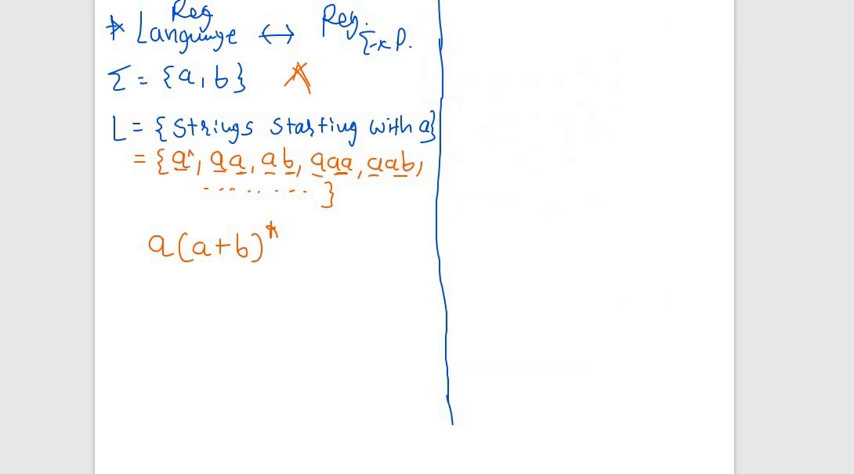 Reg Reg.
* Language ↔ Exp.
Σ = {a, b}
L = {Strings Starting with a}
= {a^, aa, ab, aaa, aab,
......... }
a(a+b)*